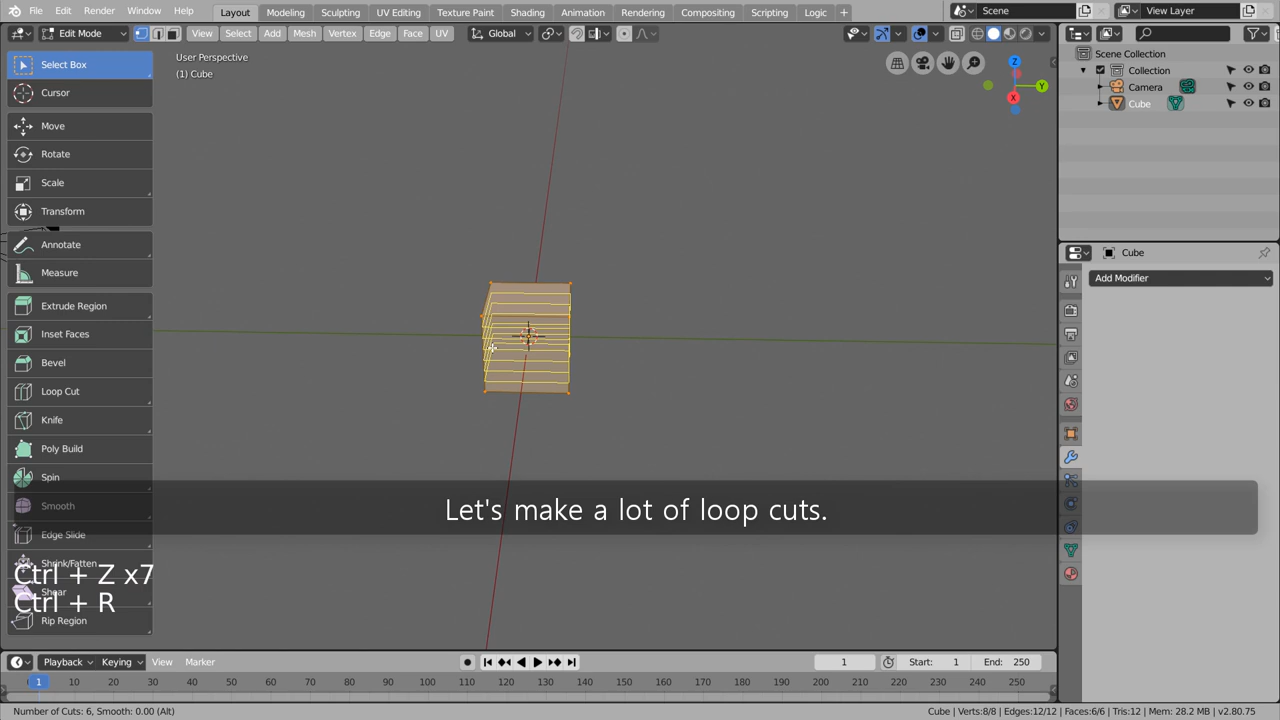 File Edit Render Window Help Layout Modeling Sculpting UV Editing Texture Paint Shading Animation Rendering Compositing Scripting Logic + Scene View Layer
Edit Mode View Select Add Mesh Vertex Edge Face UV Global
User Perspective
(1) Cube
Select Box
Cursor
Move
Rotate
Scale
Transform
Annotate
Measure
Extrude Region
Inset Faces
Bevel
Loop Cut
Knife
Poly Build
Spin
Smooth
Edge Slide
Shrink/Fatten
Shear
Rip Region
Z
Y
X
Scene Collection
Collection
Camera
Cube
Cube
Add Modifier
Let's make a lot of loop cuts.
Ctrl + Z x7
Ctrl + R
Playback Keying View Marker 1 Start: 1 End: 250
1 10 20 30 40 50 60 70 80 90 100 110 120 130 140 150 160 170 180 190 200 210 220 230 240 250
Number of Cuts: 6, Smooth: 0.00 (Alt)
Cube | Verts:8/8 | Edges:12/12 | Faces:6/6 | Tris:12 | Mem: 28.2 MB | v2.80.75